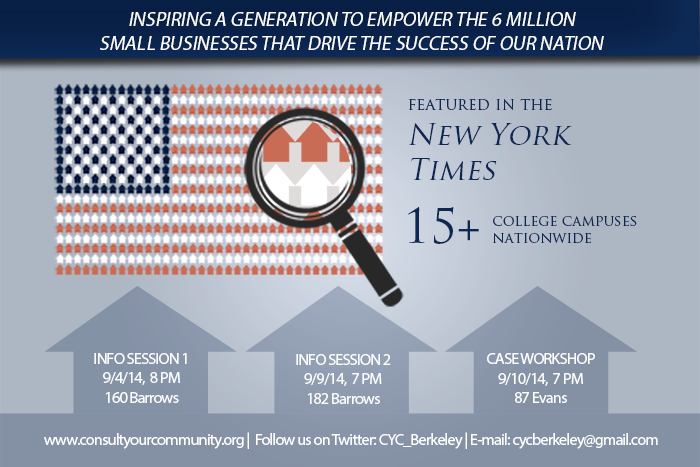 INSPIRING A GENERATION TO EMPOWER THE 6 MILLION
SMALL BUSINESSES THAT DRIVE THE SUCCESS OF OUR NATION
FEATURED IN THE
NEW YORK
TIMES
15+ COLLEGE CAMPUSES
NATIONWIDE
INFO SESSION 1
9/4/14, 8 PM
160 Barrows
INFO SESSION 2
9/9/14, 7 PM
182 Barrows
CASE WORKSHOP
9/10/14, 7 PM
87 Evans
www.consultyourcommunity.org | Follow us on Twitter: CYC_Berkeley | E-mail: cycberkeley@gmail.com